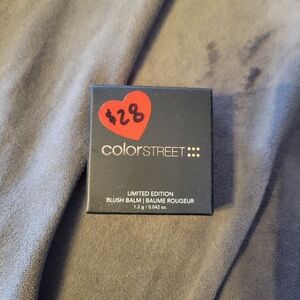 $28
colorSTREET
LIMITED EDITION
BLUSH BALM | BAUME ROUGEUR
1.2 g / 0.042 oz.